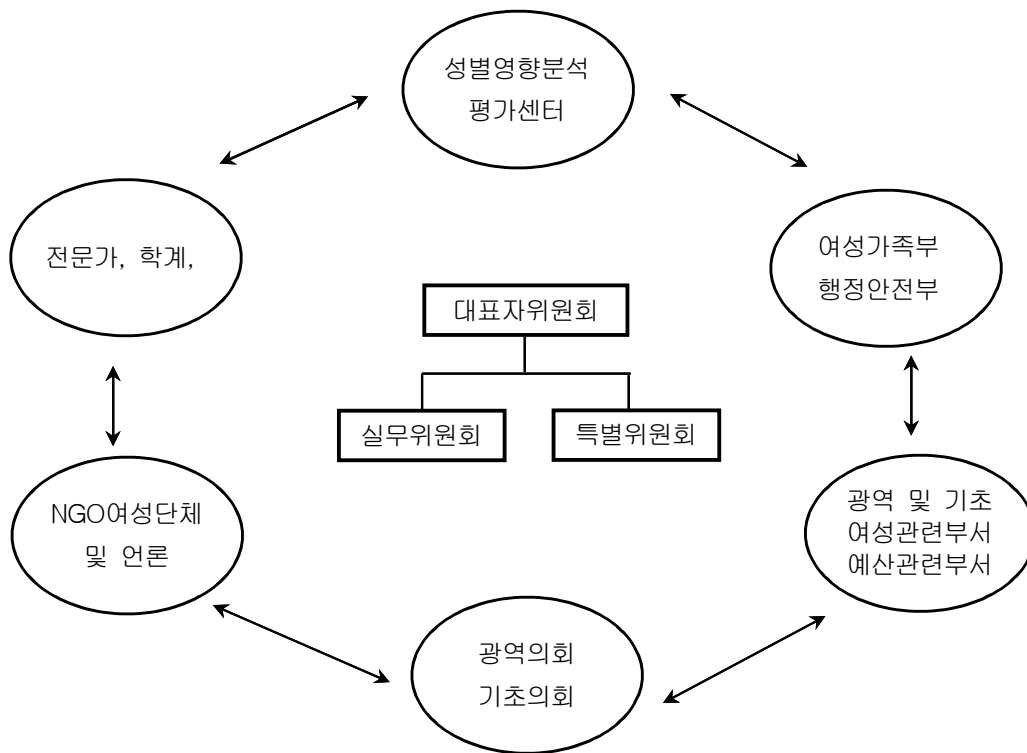 성별영향분석
평가센터
전문가, 학계,
여성가족부
행정안전부
대표자위원회
실무위원회
특별위원회
NGO여성단체
및 언론
광역 및 기초
여성관련부서
예산관련부서
광역의회
기초의회